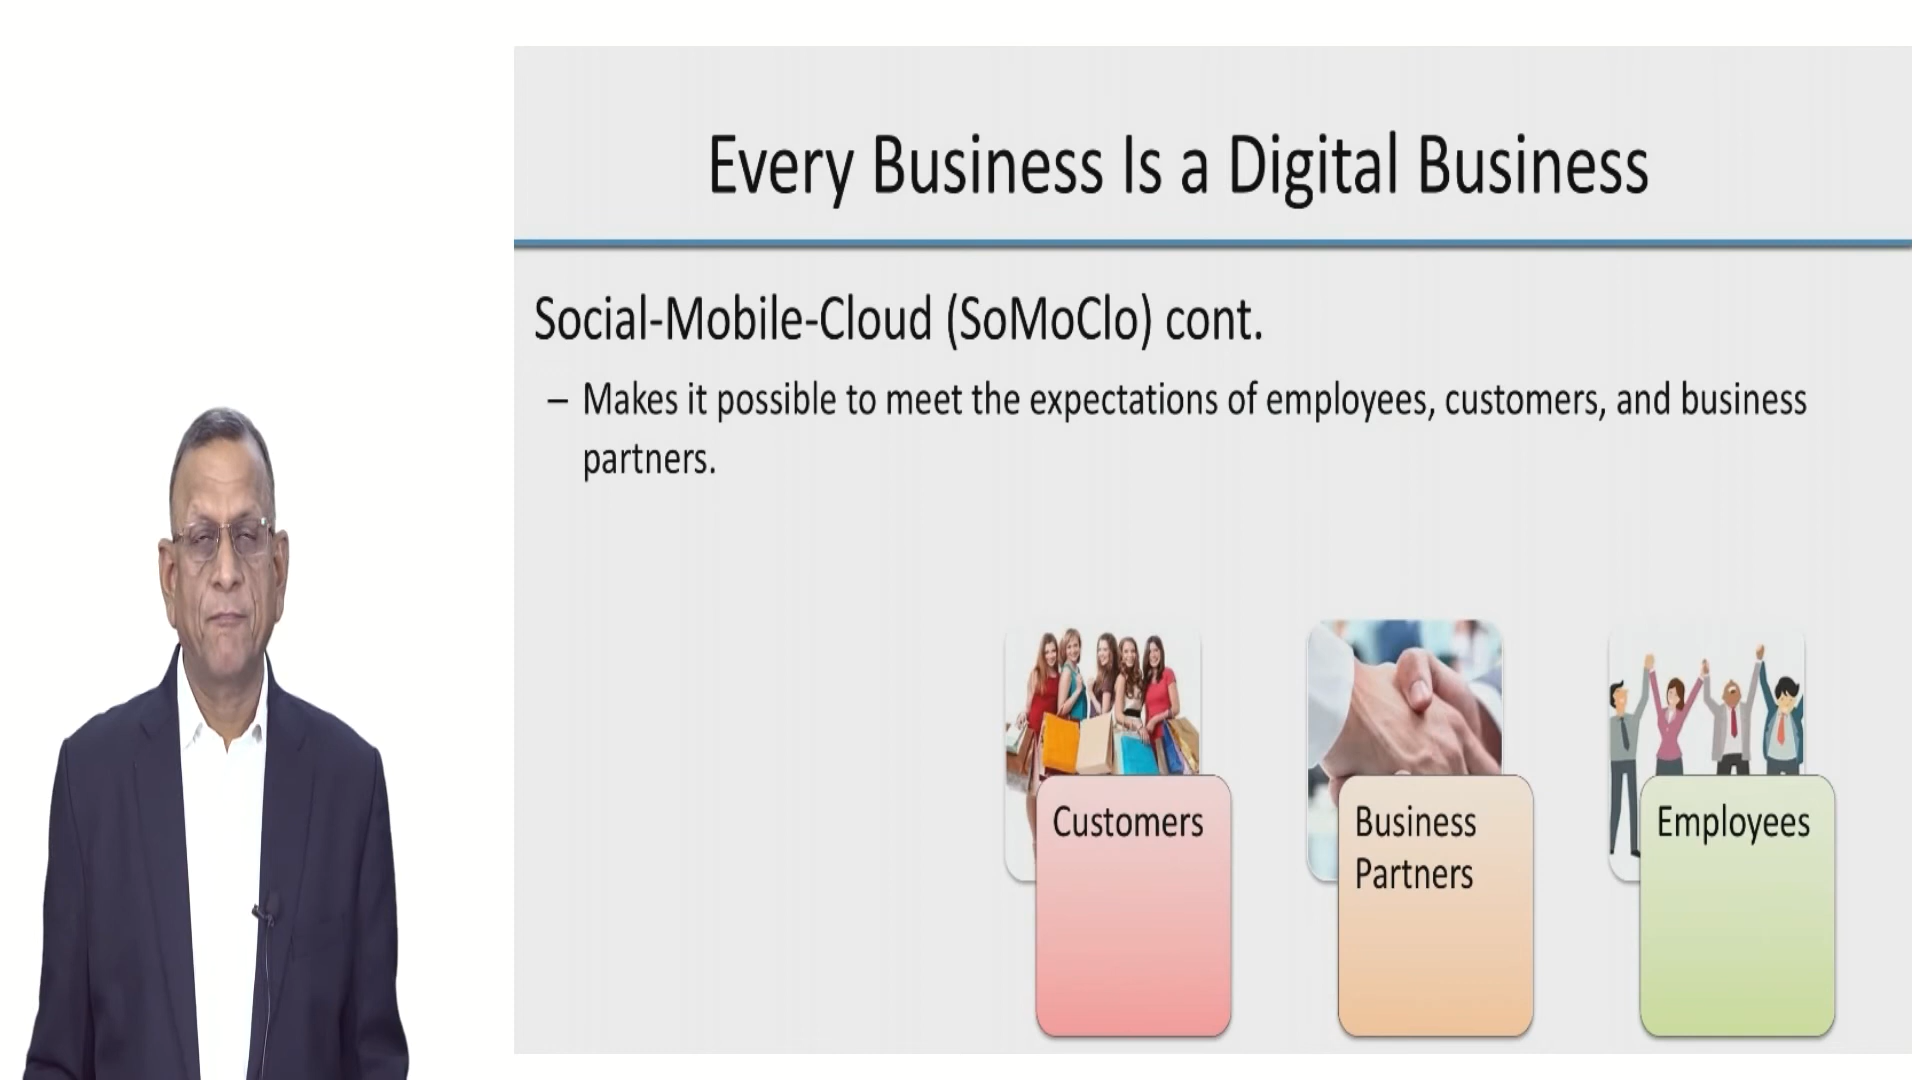 Every Business Is a Digital Business
Social-Mobile-Cloud (SoMoClo) cont.
– Makes it possible to meet the expectations of employees, customers, and business
partners.
Customers
Business
Partners
Employees